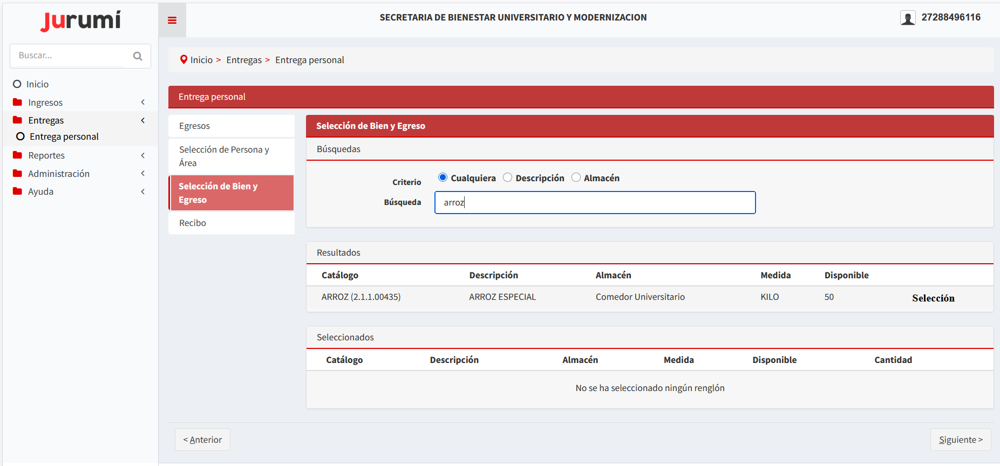 Jurumí
SECRETARIA DE BIENESTAR UNIVERSITARIO Y MODERNIZACION
27288496116
Buscar...
Inicio
Ingresos
Entregas
Entrega personal
Reportes
Administración
Ayuda
Inicio > Entregas > Entrega personal
Entrega personal
Egresos
Selección de Persona y
Área
Selección de Bien y
Egreso
Recibo
Selección de Bien y Egreso
Búsquedas
Criterio Cualquiera Descripción Almacén
Búsqueda arroz
Resultados
Catálogo Descripción Almacén Medida Disponible
ARROZ (2.1.1.00435) ARROZ ESPECIAL Comedor Universitario KILO 50 Selección
Seleccionados
Catálogo Descripción Almacén Medida Disponible Cantidad
No se ha seleccionado ningún renglón
< Anterior
Siguiente >